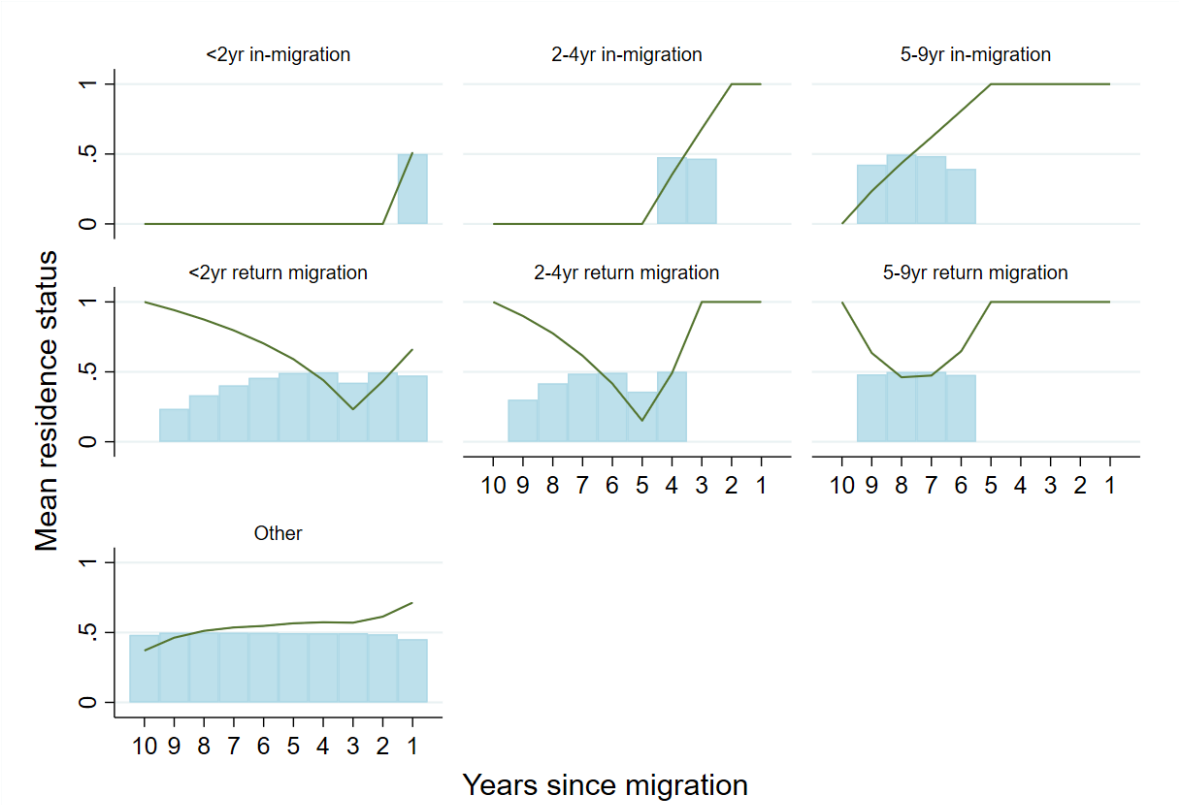 <2yr in-migration
2-4yr in-migration
5-9yr in-migration
1
.5
0
<2yr return migration
2-4yr return migration
5-9yr return migration
1
.5
0
10 9 8 7 6 5 4 3 2 1
10 9 8 7 6 5 4 3 2 1
Other
1
.5
0
10 9 8 7 6 5 4 3 2 1
Mean residence status
Years since migration